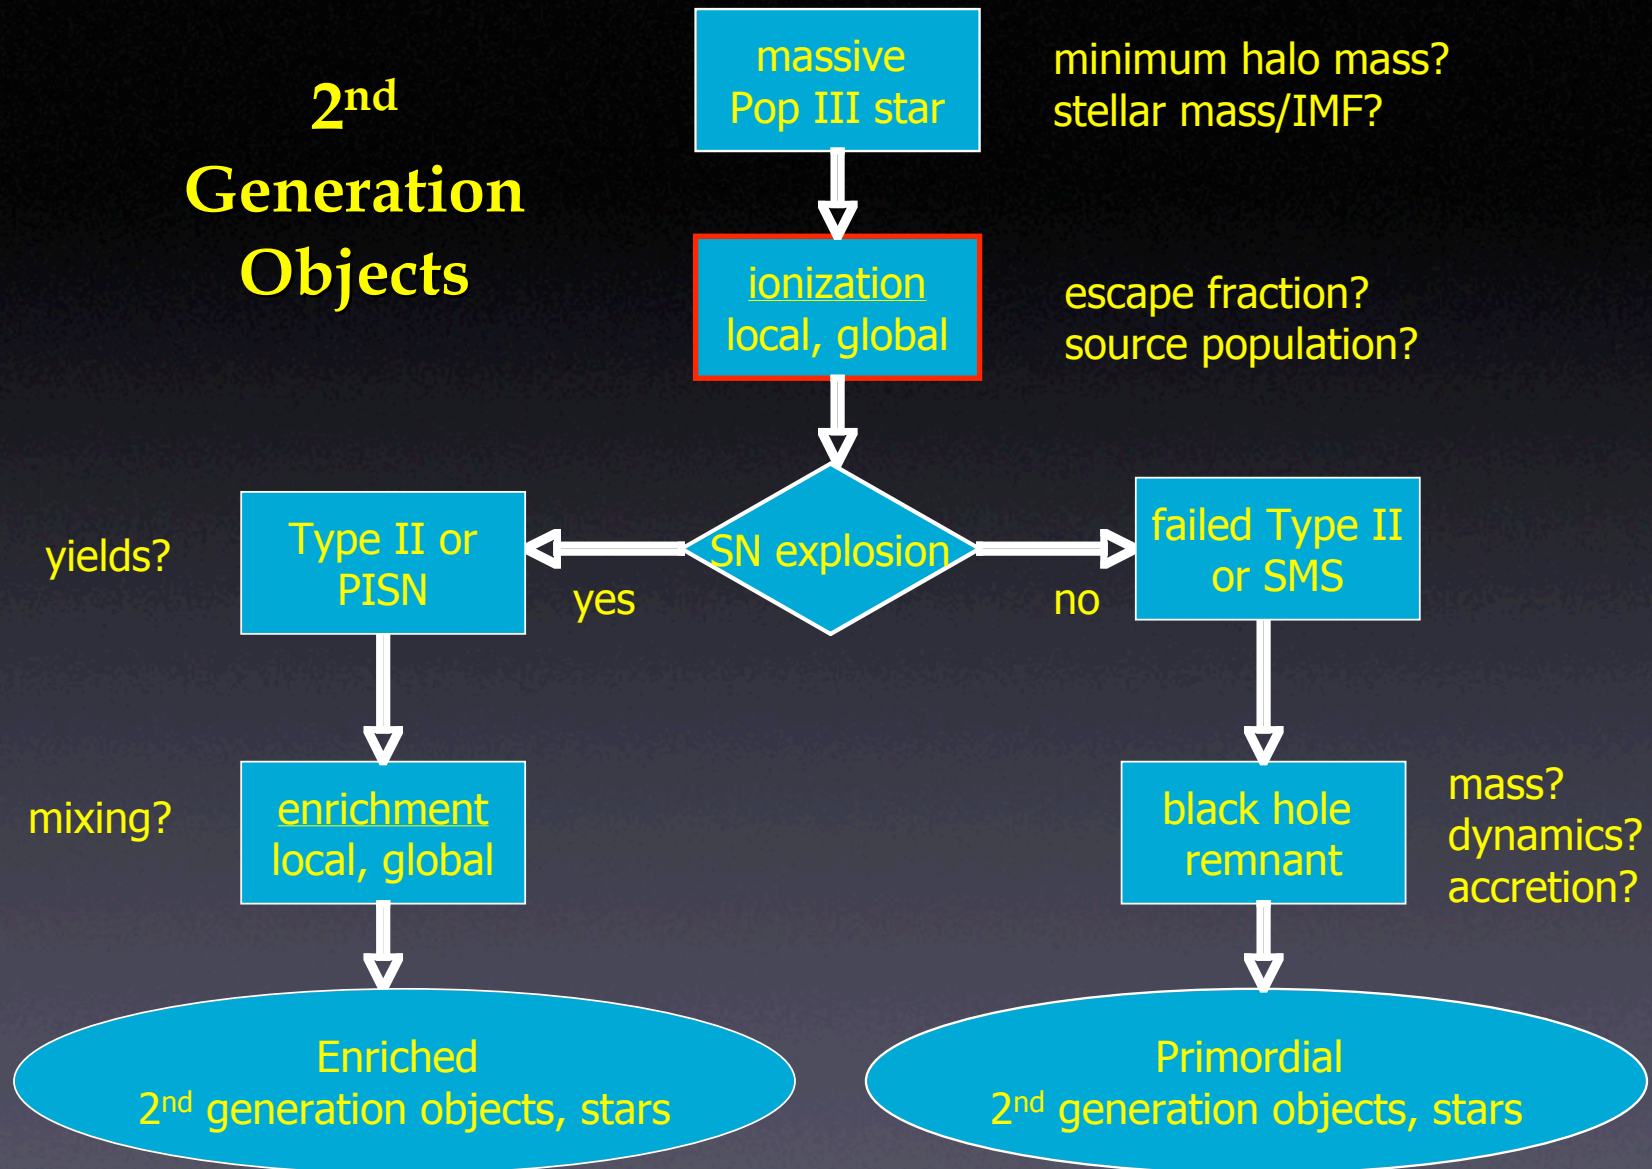 2nd
Generation
Objects
massive
Pop III star
minimum halo mass?
stellar mass/IMF?
ionization
local, global
escape fraction?
source population?
yields?
Type II or
PISN
yes
SN explosion
no
failed Type II
or SMS
mixing?
enrichment
local, global
black hole
remnant
mass?
dynamics?
accretion?
Enriched
2nd generation objects, stars
Primordial
2nd generation objects, stars